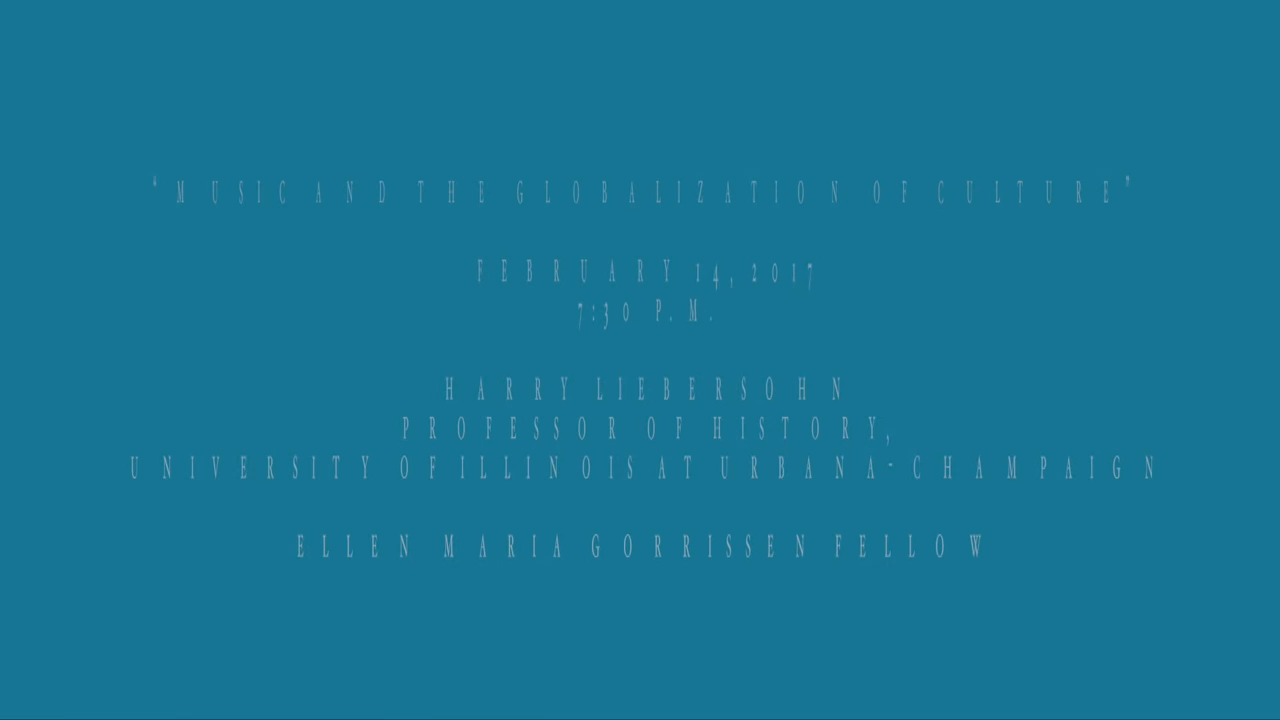 “MUSIC AND THE GLOBALIZATION OF CULTURE”
FEBRUARY 14, 2017
7:30 P.M.
HARRY LIEBERSOHN
PROFESSOR OF HISTORY,
UNIVERSITY OF ILLINOIS AT URBANA-CHAMPAIGN
ELLEN MARIA GORRISSEN FELLOW